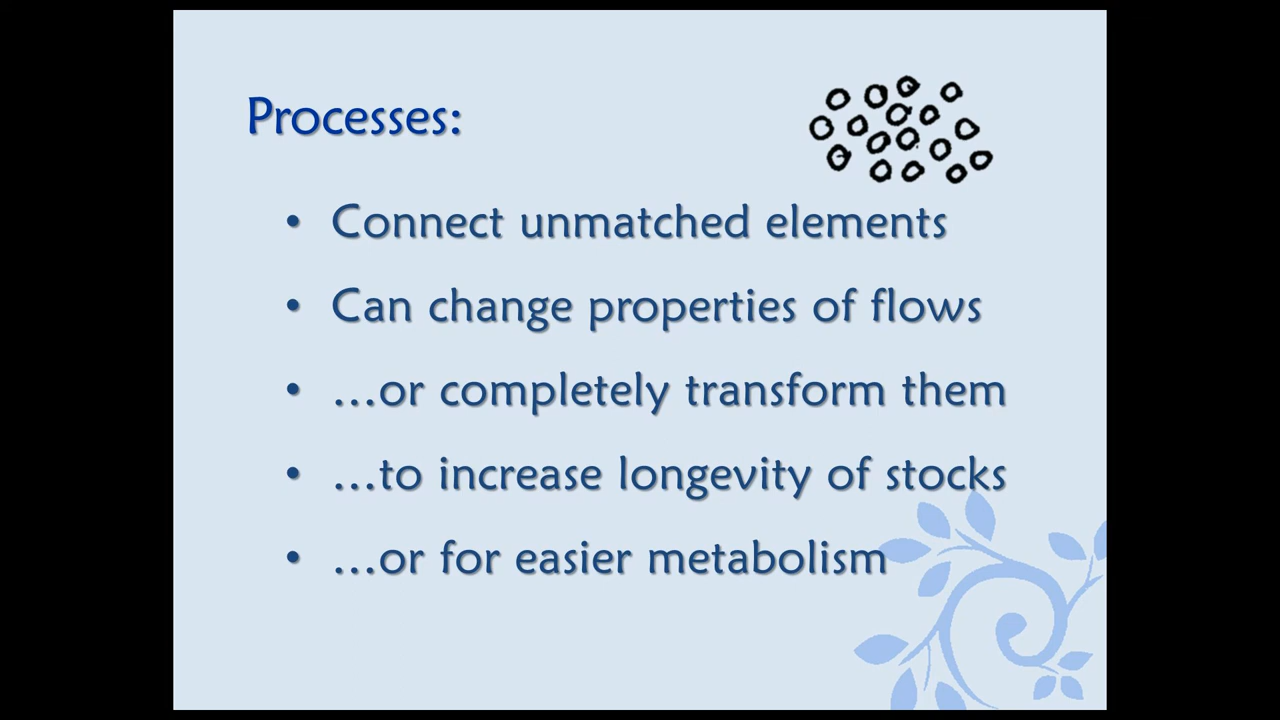 Processes:
• Connect unmatched elements
• Can change properties of flows
• ...or completely transform them
• ...to increase longevity of stocks
• ...or for easier metabolism